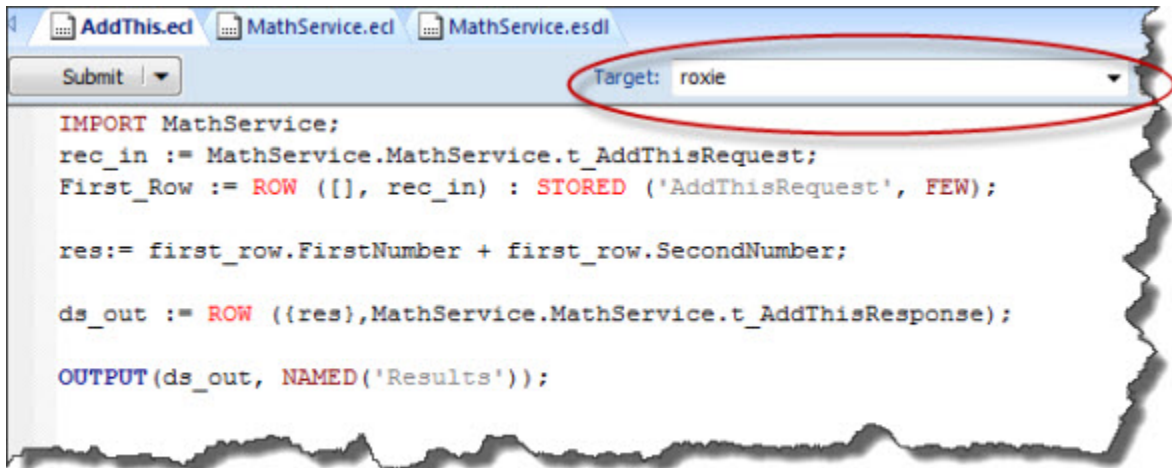 AddThis.ecl MathService.ecl MathService.esdl
Submit Target: roxie
IMPORT MathService;
rec_in := MathService.MathService.t_AddThisRequest;
First_Row := ROW ([], rec_in) : STORED ('AddThisRequest', FEW);
res:= first_row.FirstNumber + first_row.SecondNumber;
ds_out := ROW ({res},MathService.MathService.t_AddThisResponse);
OUTPUT(ds_out, NAMED('Results'));